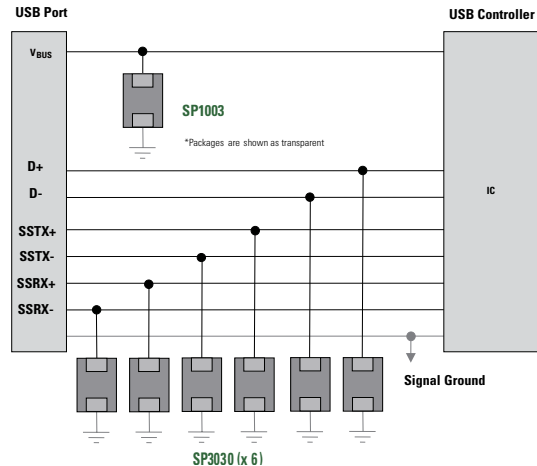 USB Port
USB Controller
VBUS
SP1003
*Packages are shown as transparent
D+
D-
IC
SSTX+
SSTX-
SSRX+
SSRX-
Signal Ground
SP3030 (x 6)